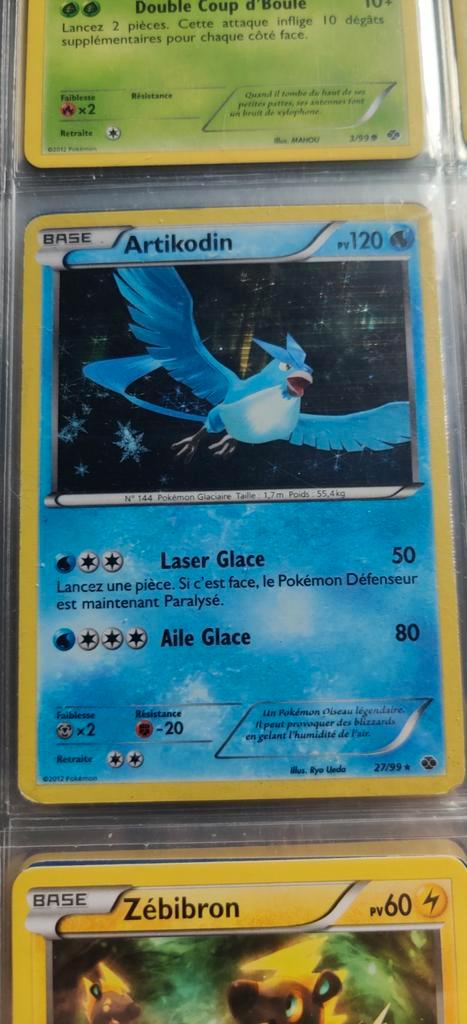 Double Coup d'Boule 10+
Lancez 2 pièces. Cette attaque inflige 10 dégâts
supplémentaires pour chaque côté face.
Faiblesse Résistance
×2
Retraite
Quand il tombe du haut de ses
petites pattes, ses antennes font
un bruit de xylophone.
©2012 Pokémon
Illus. MAHOU 3/99
BASE Artikodin PV120
N° 144 Pokémon Glaciaire Taille : 1,7m Poids : 55,4kg
Laser Glace 50
Lancez une pièce. Si c'est face, le Pokémon Défenseur
est maintenant Paralysé.
Aile Glace 80
Faiblesse Résistance
×2 -20
Retraite
Un Pokémon Oiseau légendaire.
Il peut provoquer des blizzards
en gelant l'humidité de l'air.
©2012 Pokémon
Illus. Ryo Ueda 27/99
BASE Zébibron PV60